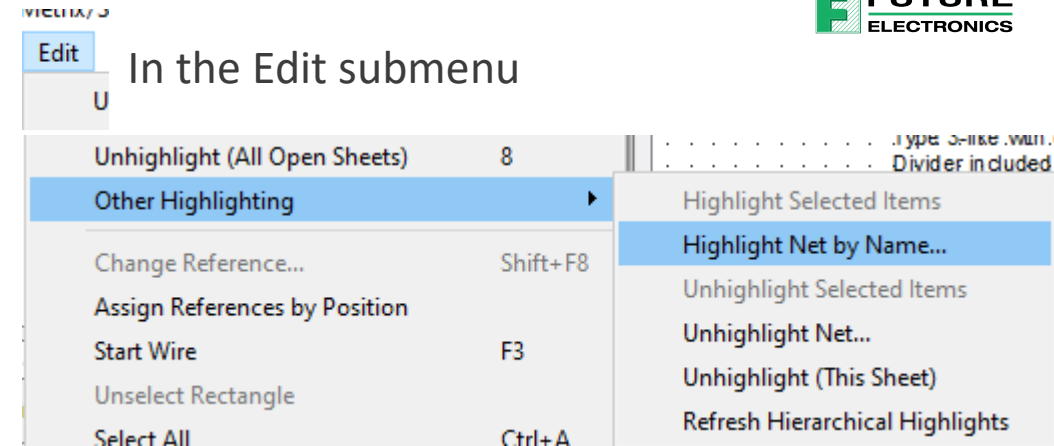 FUTURE
ELECTRONICS
Edit
In the Edit submenu
U
Unhighlight (All Open Sheets) 8
Other Highlighting
Change Reference... Shift+F8
Assign References by Position
Start Wire F3
Unselect Rectangle
Select All Ctrl+A
Divider included
Highlight Selected Items
Highlight Net by Name...
Unhighlight Selected Items
Unhighlight Net...
Unhighlight (This Sheet)
Refresh Hierarchical Highlights